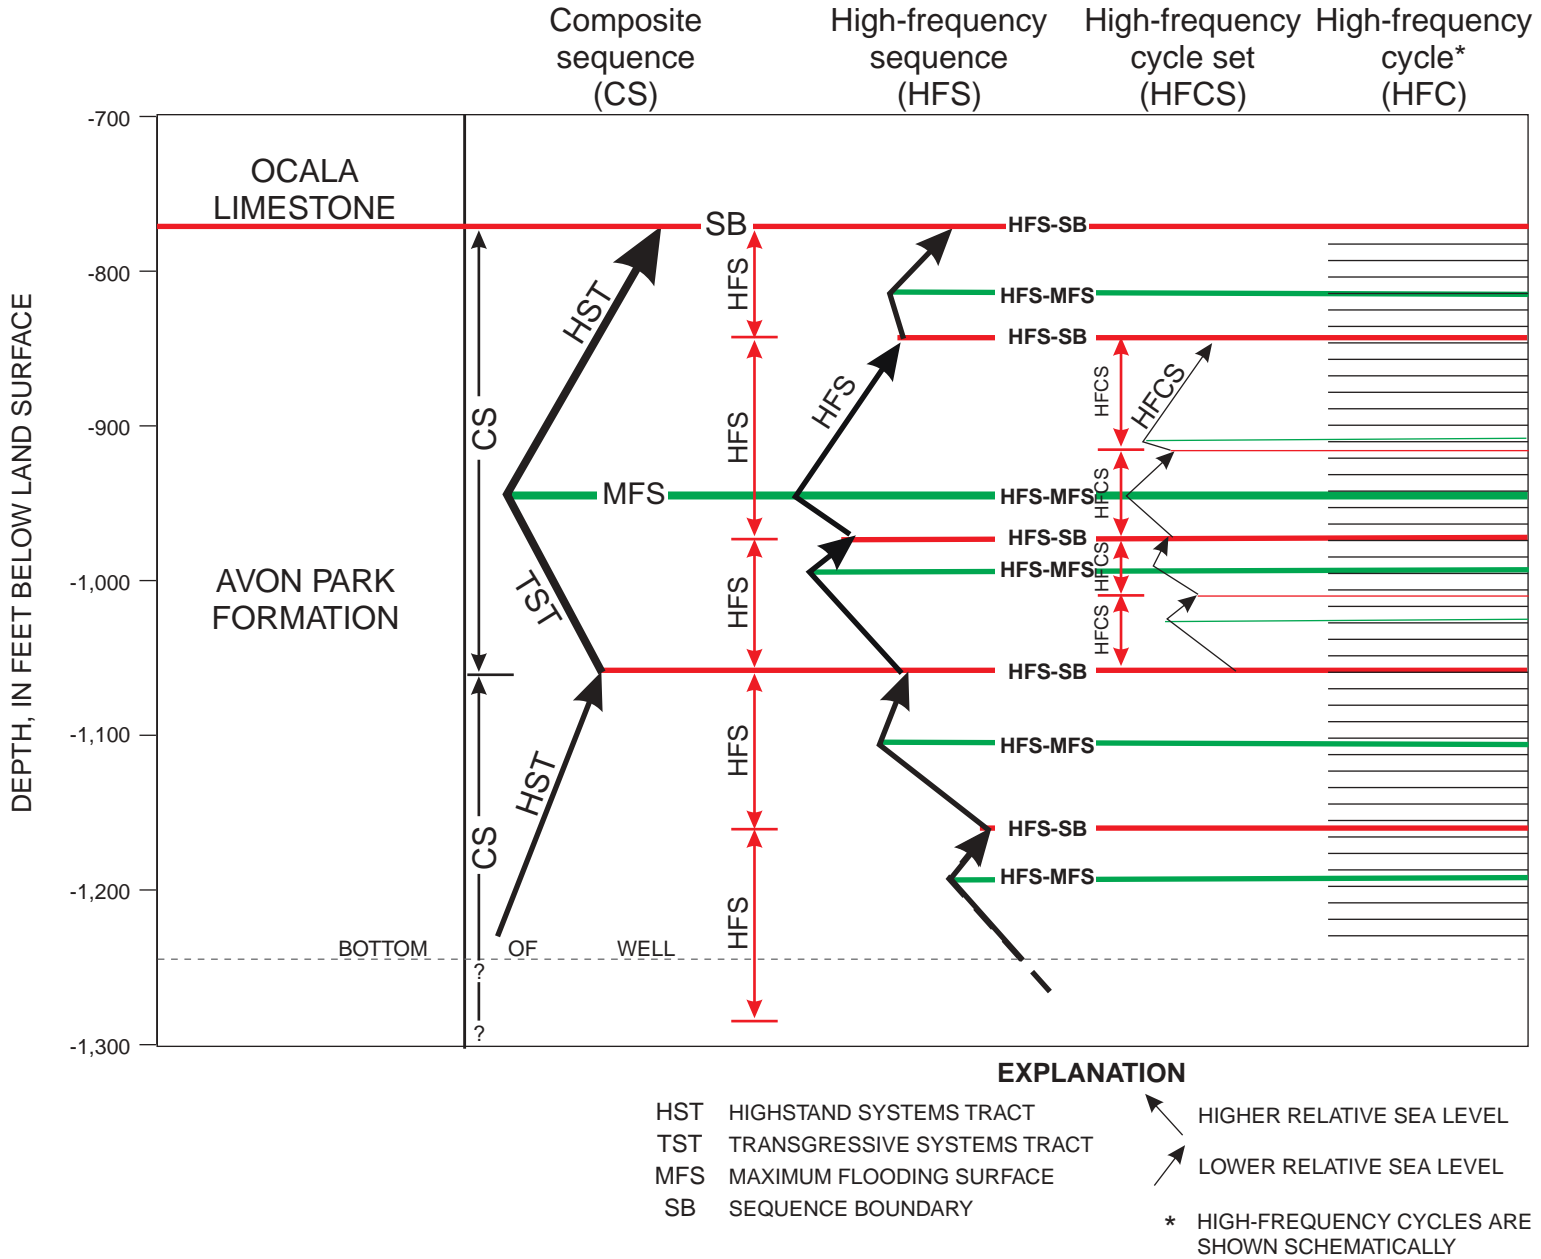 Composite
sequence
(CS)
High-frequency
sequence
(HFS)
High-frequency
cycle set
(HFCS)
High-frequency
cycle*
(HFC)
DEPTH, IN FEET BELOW LAND SURFACE
-700
-800
-900
-1,000
-1,100
-1,200
-1,300
OCALA
LIMESTONE
AVON PARK
FORMATION
BOTTOM OF WELL
CS
CS
?
?
HST
TST
HST
SB
MFS
HFS
HFS
HFS
HFS
HFS
HFS
HFS-SB
HFS-MFS
HFS-SB
HFS-MFS
HFS-SB
HFS-MFS
HFS-SB
HFS-MFS
HFS-SB
HFS-MFS
HFCS
HFCS
HFCS
HFCS
HFCS
EXPLANATION
HST HIGHSTAND SYSTEMS TRACT
TST TRANSGRESSIVE SYSTEMS TRACT
MFS MAXIMUM FLOODING SURFACE
SB SEQUENCE BOUNDARY
HIGHER RELATIVE SEA LEVEL
LOWER RELATIVE SEA LEVEL
* HIGH-FREQUENCY CYCLES ARE
SHOWN SCHEMATICALLY